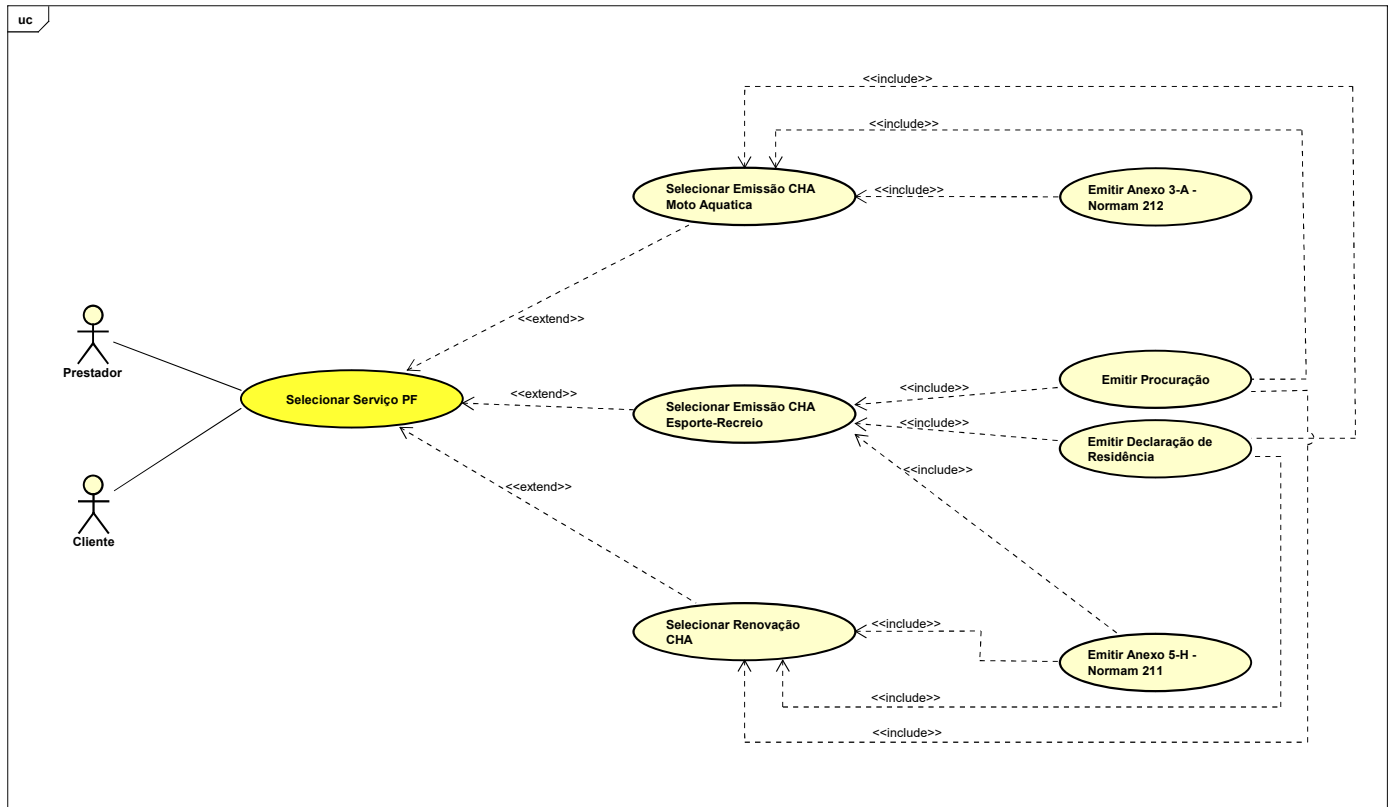 uc
<<include>>
<<include>>
Selecionar Emissão CHA
Moto Aquatica
<<include>>
Emitir Anexo 3-A -
Normam 212
<<extend>>
Prestador
Selecionar Serviço PF
<<extend>>
Selecionar Emissão CHA
Esporte-Recreio
<<include>>
Emitir Procuração
<<include>>
Emitir Declaração de
Residência
<<include>>
<<extend>>
Cliente
Selecionar Renovação
CHA
<<include>>
Emitir Anexo 5-H -
Normam 211
<<include>>
<<include>>